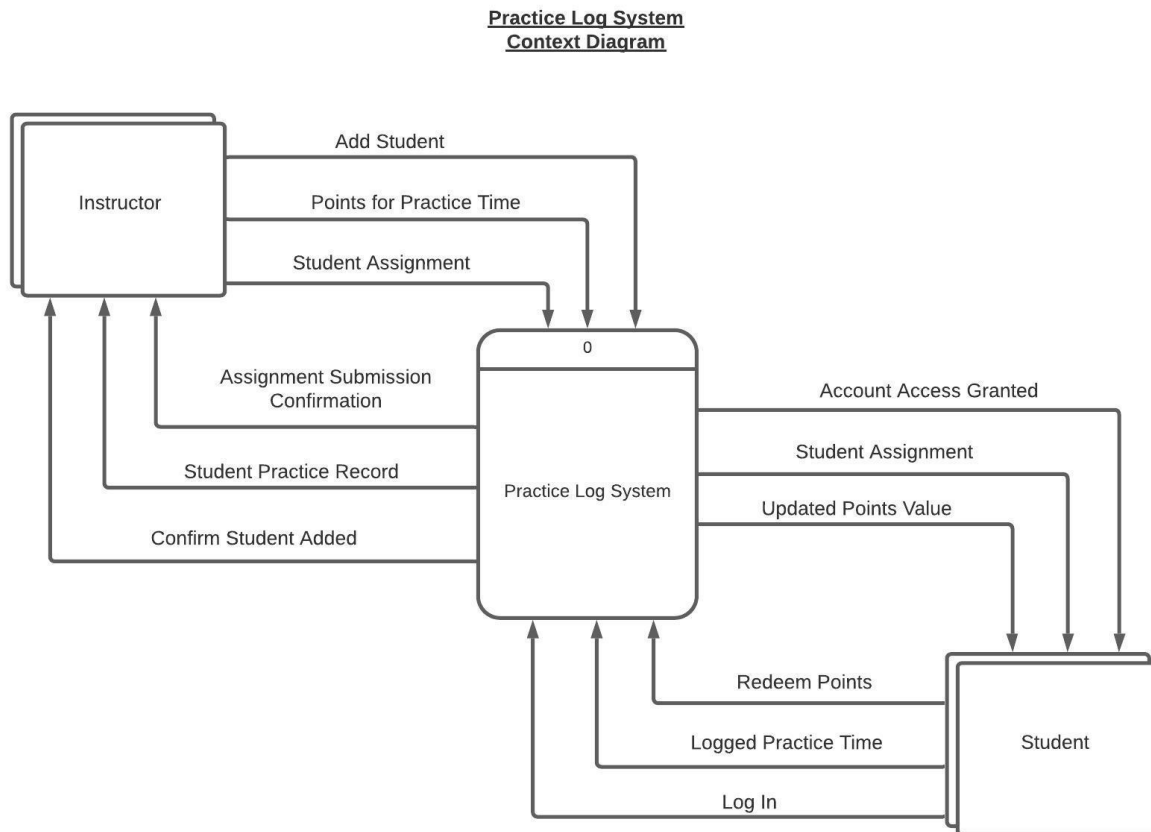 Practice Log System
Context Diagram
Add Student
Instructor
Points for Practice Time
Student Assignment
0
Assignment Submission
Confirmation
Account Access Granted
Student Assignment
Student Practice Record
Practice Log System
Updated Points Value
Confirm Student Added
Redeem Points
Logged Practice Time
Student
Log In